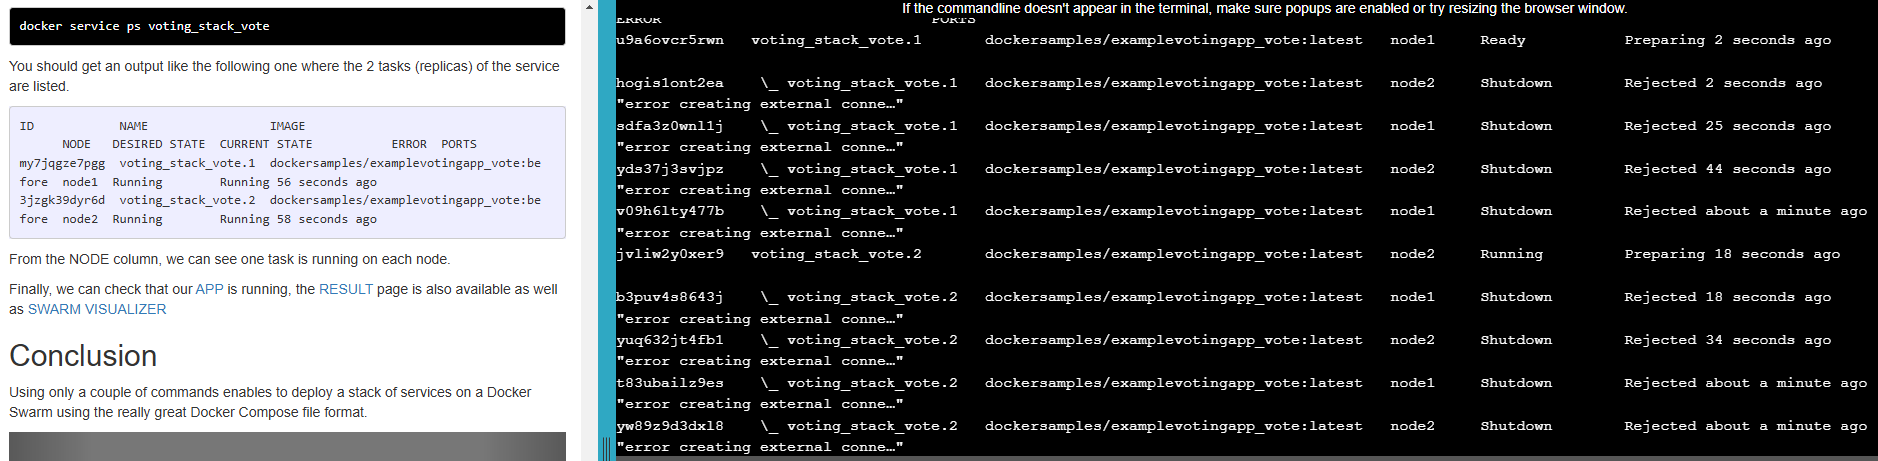 docker service ps voting_stack_vote
You should get an output like the following one where the 2 tasks (replicas) of the service
are listed.
ID            NAME                 IMAGE
      NODE   DESIRED STATE  CURRENT STATE           ERROR  PORTS
my7jqgze7pgg  voting_stack_vote.1  dockersamples/examplevotingapp_vote:be
fore  node1  Running        Running 56 seconds ago
3jzgk39dyr6d  voting_stack_vote.2  dockersamples/examplevotingapp_vote:be
fore  node2  Running        Running 58 seconds ago
From the NODE column, we can see one task is running on each node.
Finally, we can check that our APP is running, the RESULT page is also available as well
as SWARM VISUALIZER
Conclusion
Using only a couple of commands enables to deploy a stack of services on a Docker
Swarm using the really great Docker Compose file format.
If the commandline doesn't appear in the terminal, make sure popups are enabled or try resizing the browser window.
ERROR                              PORTS
u9a6ovcr5rwn   voting_stack_vote.1       dockersamples/examplevotingapp_vote:latest   node1     Ready           Preparing 2 seconds ago
hogis1ont2ea    \_ voting_stack_vote.1   dockersamples/examplevotingapp_vote:latest   node2     Shutdown        Rejected 2 seconds ago
"error creating external conne…"
sdfa3z0wnl1j    \_ voting_stack_vote.1   dockersamples/examplevotingapp_vote:latest   node1     Shutdown        Rejected 25 seconds ago
"error creating external conne…"
yds37j3svjpz    \_ voting_stack_vote.1   dockersamples/examplevotingapp_vote:latest   node2     Shutdown        Rejected 44 seconds ago
"error creating external conne…"
v09h6lty477b    \_ voting_stack_vote.1   dockersamples/examplevotingapp_vote:latest   node1     Shutdown        Rejected about a minute ago
"error creating external conne…"
jvliw2y0xer9   voting_stack_vote.2       dockersamples/examplevotingapp_vote:latest   node2     Running         Preparing 18 seconds ago
b3puv4s8643j    \_ voting_stack_vote.2   dockersamples/examplevotingapp_vote:latest   node1     Shutdown        Rejected 18 seconds ago
"error creating external conne…"
yuq632jt4fb1    \_ voting_stack_vote.2   dockersamples/examplevotingapp_vote:latest   node2     Shutdown        Rejected 34 seconds ago
"error creating external conne…"
t83ubailz9es    \_ voting_stack_vote.2   dockersamples/examplevotingapp_vote:latest   node1     Shutdown        Rejected about a minute ago
"error creating external conne…"
yw89z9d3dxl8    \_ voting_stack_vote.2   dockersamples/examplevotingapp_vote:latest   node2     Shutdown        Rejected about a minute ago
"error creating external conne…"